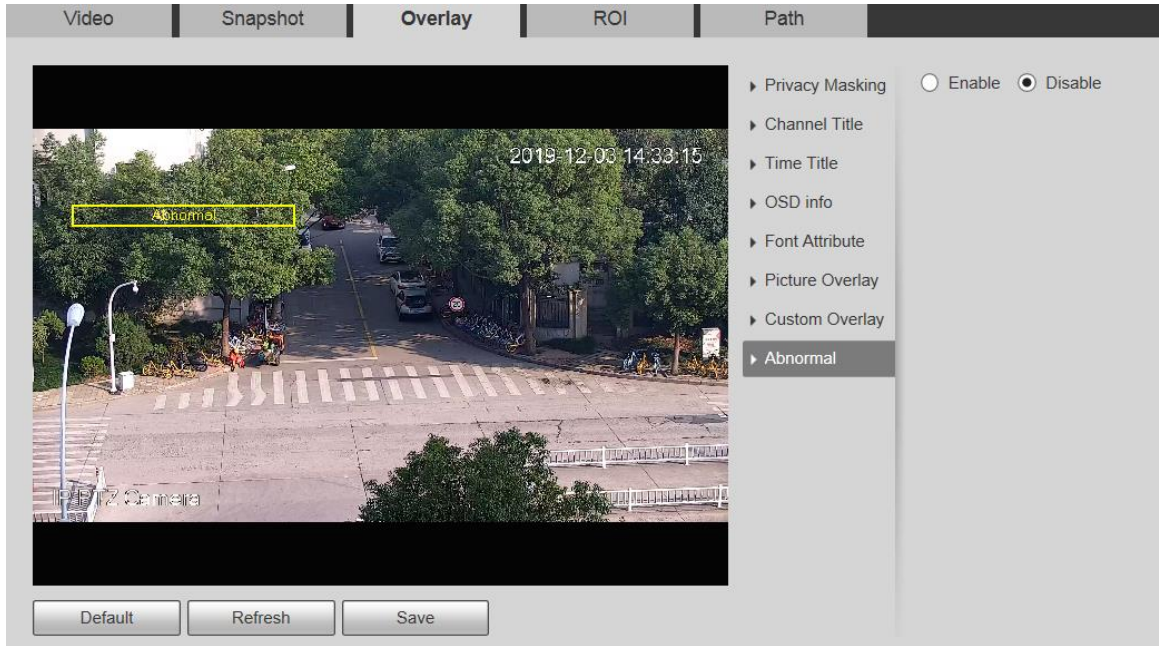 Video Snapshot Overlay ROI Path
2019-12-03 14:33:15
Abnormal
IP PTZ Camera
Privacy Masking
Channel Title
Time Title
OSD info
Font Attribute
Picture Overlay
Custom Overlay
Abnormal
Enable Disable
Default Refresh Save